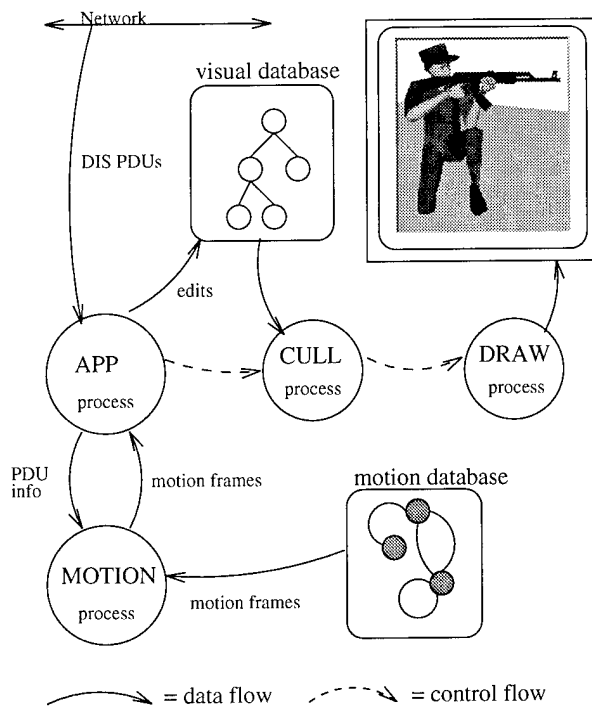 Network
visual database
DIS PDUs
edits
APP
process
CULL
process
DRAW
process
PDU
info
motion frames
motion database
MOTION
process
motion frames
= data flow
= control flow